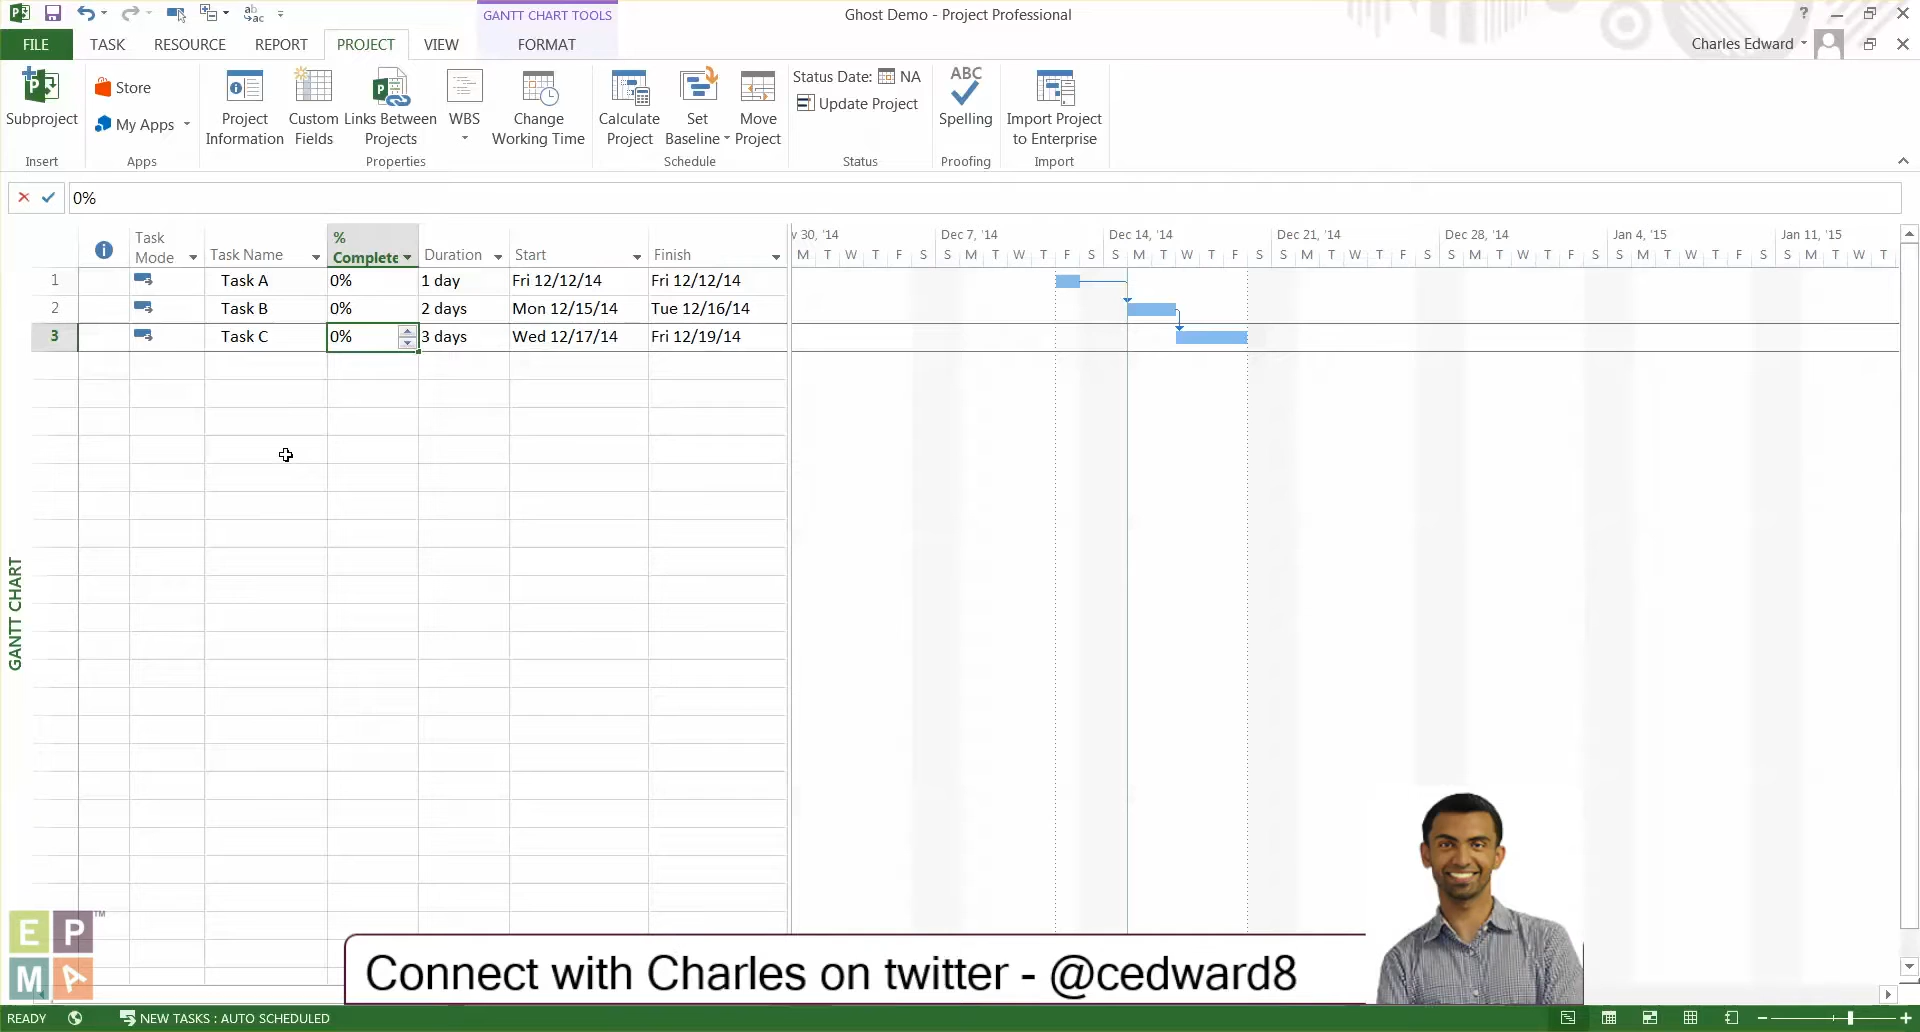 GANTT CHART TOOLS
Ghost Demo - Project Professional
?
FILE TASK RESOURCE REPORT PROJECT VIEW FORMAT
Charles Edward
Subproject
Insert
Store
My Apps
Apps
Project Information
Custom Fields
Links Between Projects
WBS
Change Working Time
Properties
Calculate Project
Set Baseline
Move Project
Schedule
Status Date: NA
Update Project
Status
ABC
Spelling
Proofing
Import Project to Enterprise
Import
0%
Task Mode Task Name % Complete Duration Start Finish
1 Task A 0% 1 day Fri 12/12/14 Fri 12/12/14
2 Task B 0% 2 days Mon 12/15/14 Tue 12/16/14
3 Task C 0% 3 days Wed 12/17/14 Fri 12/19/14
30, '14 Dec 7, '14 Dec 14, '14 Dec 21, '14 Dec 28, '14 Jan 4, '15 Jan 11, '15
M T W T F S S M T W T F S S M T W T F S S M T W T F S S M T W T F S S M T W T F S S M T W T
GANTT CHART
E P
M A
TM
Connect with Charles on twitter - @cedward8
READY NEW TASKS : AUTO SCHEDULED